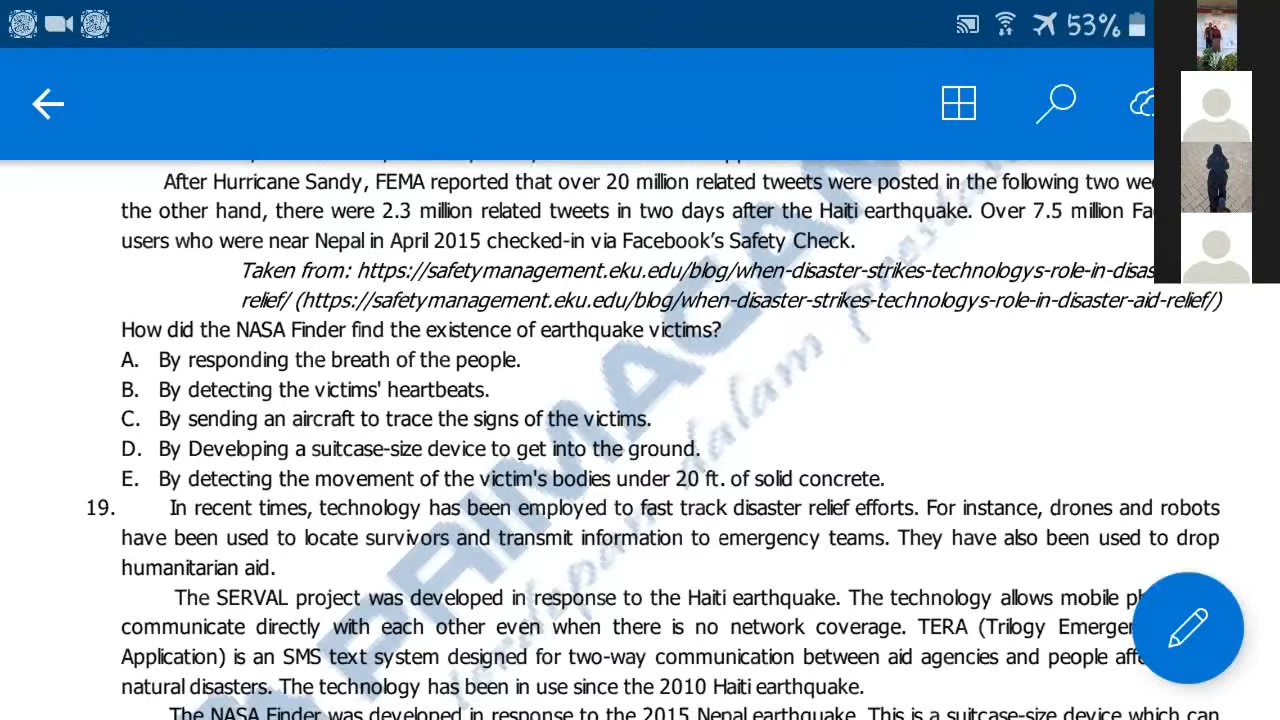 53%
After Hurricane Sandy, FEMA reported that over 20 million related tweets were posted in the following two
the other hand, there were 2.3 million related tweets in two days after the Haiti earthquake. Over 7.5 million
users who were near Nepal in April 2015 checked-in via Facebook's Safety Check.
Taken from: https://safetymanagement.eku.edu/blog/when-disaster-strikes-technologys-role-in-disas
relief/ (https://safetymanagement.eku.edu/blog/when-disaster-strikes-technologys-role-in-disaster-aid-relief/)
How did the NASA Finder find the existence of earthquake victims?
A. By responding the breath of the people.
B. By detecting the victims' heartbeats.
C. By sending an aircraft to trace the signs of the victims.
D. By Developing a suitcase-size device to get into the ground.
E. By detecting the movement of the victim's bodies under 20 ft. of solid concrete.
19. In recent times, technology has been employed to fast track disaster relief efforts. For instance, drones and robots
have been used to locate survivors and transmit information to emergency teams. They have also been used to drop
humanitarian aid.
The SERVAL project was developed in response to the Haiti earthquake. The technology allows mobile
communicate directly with each other even when there is no network coverage. TERA (Trilogy Emer
Application) is an SMS text system designed for two-way communication between aid agencies and people
natural disasters. The technology has been in use since the 2010 Haiti earthquake.
The NASA Finder was developed in response to the 2015 Nepal earthquake. This is a suitcase-size device which can
PRIMAGAMA
terdepan dalam prestasi